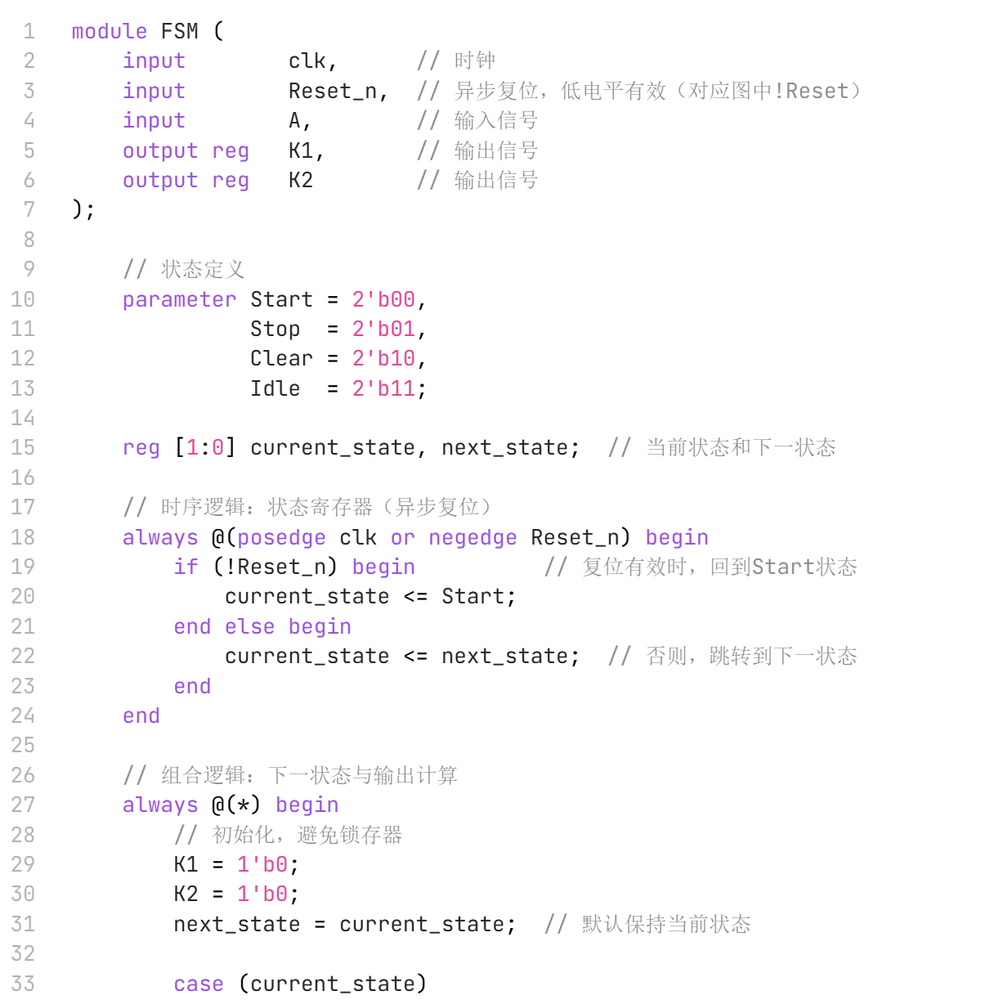 1 module FSM (
2     input        clk,      // 时钟
3     input        Reset_n,  // 异步复位，低电平有效（对应图中!Reset）
4     input        A,        // 输入信号
5     output reg   K1,       // 输出信号
6     output reg   K2        // 输出信号
7 );
8
9     // 状态定义
10     parameter Start = 2'b00,
11               Stop  = 2'b01,
12               Clear = 2'b10,
13               Idle  = 2'b11;
14
15     reg [1:0] current_state, next_state;  // 当前状态和下一状态
16
17     // 时序逻辑：状态寄存器（异步复位）
18     always @(posedge clk or negedge Reset_n) begin
19         if (!Reset_n) begin          // 复位有效时，回到Start状态
20             current_state <= Start;
21         end else begin
22             current_state <= next_state;  // 否则，跳转到下一状态
23         end
24     end
25
26     // 组合逻辑：下一状态与输出计算
27     always @(*) begin
28         // 初始化，避免锁存器
29         K1 = 1'b0;
30         K2 = 1'b0;
31         next_state = current_state;  // 默认保持当前状态
32
33         case (current_state)